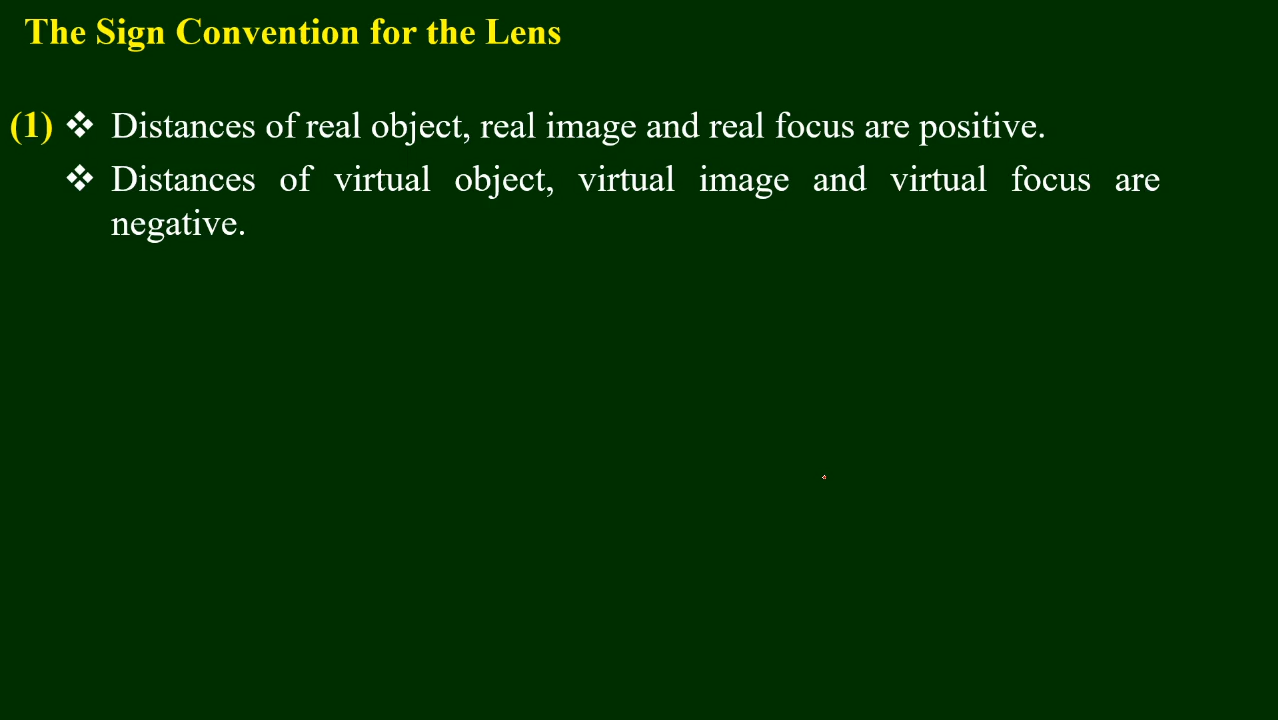 The Sign Convention for the Lens
(1) ❖ Distances of real object, real image and real focus are positive.
❖ Distances of virtual object, virtual image and virtual focus are
negative.